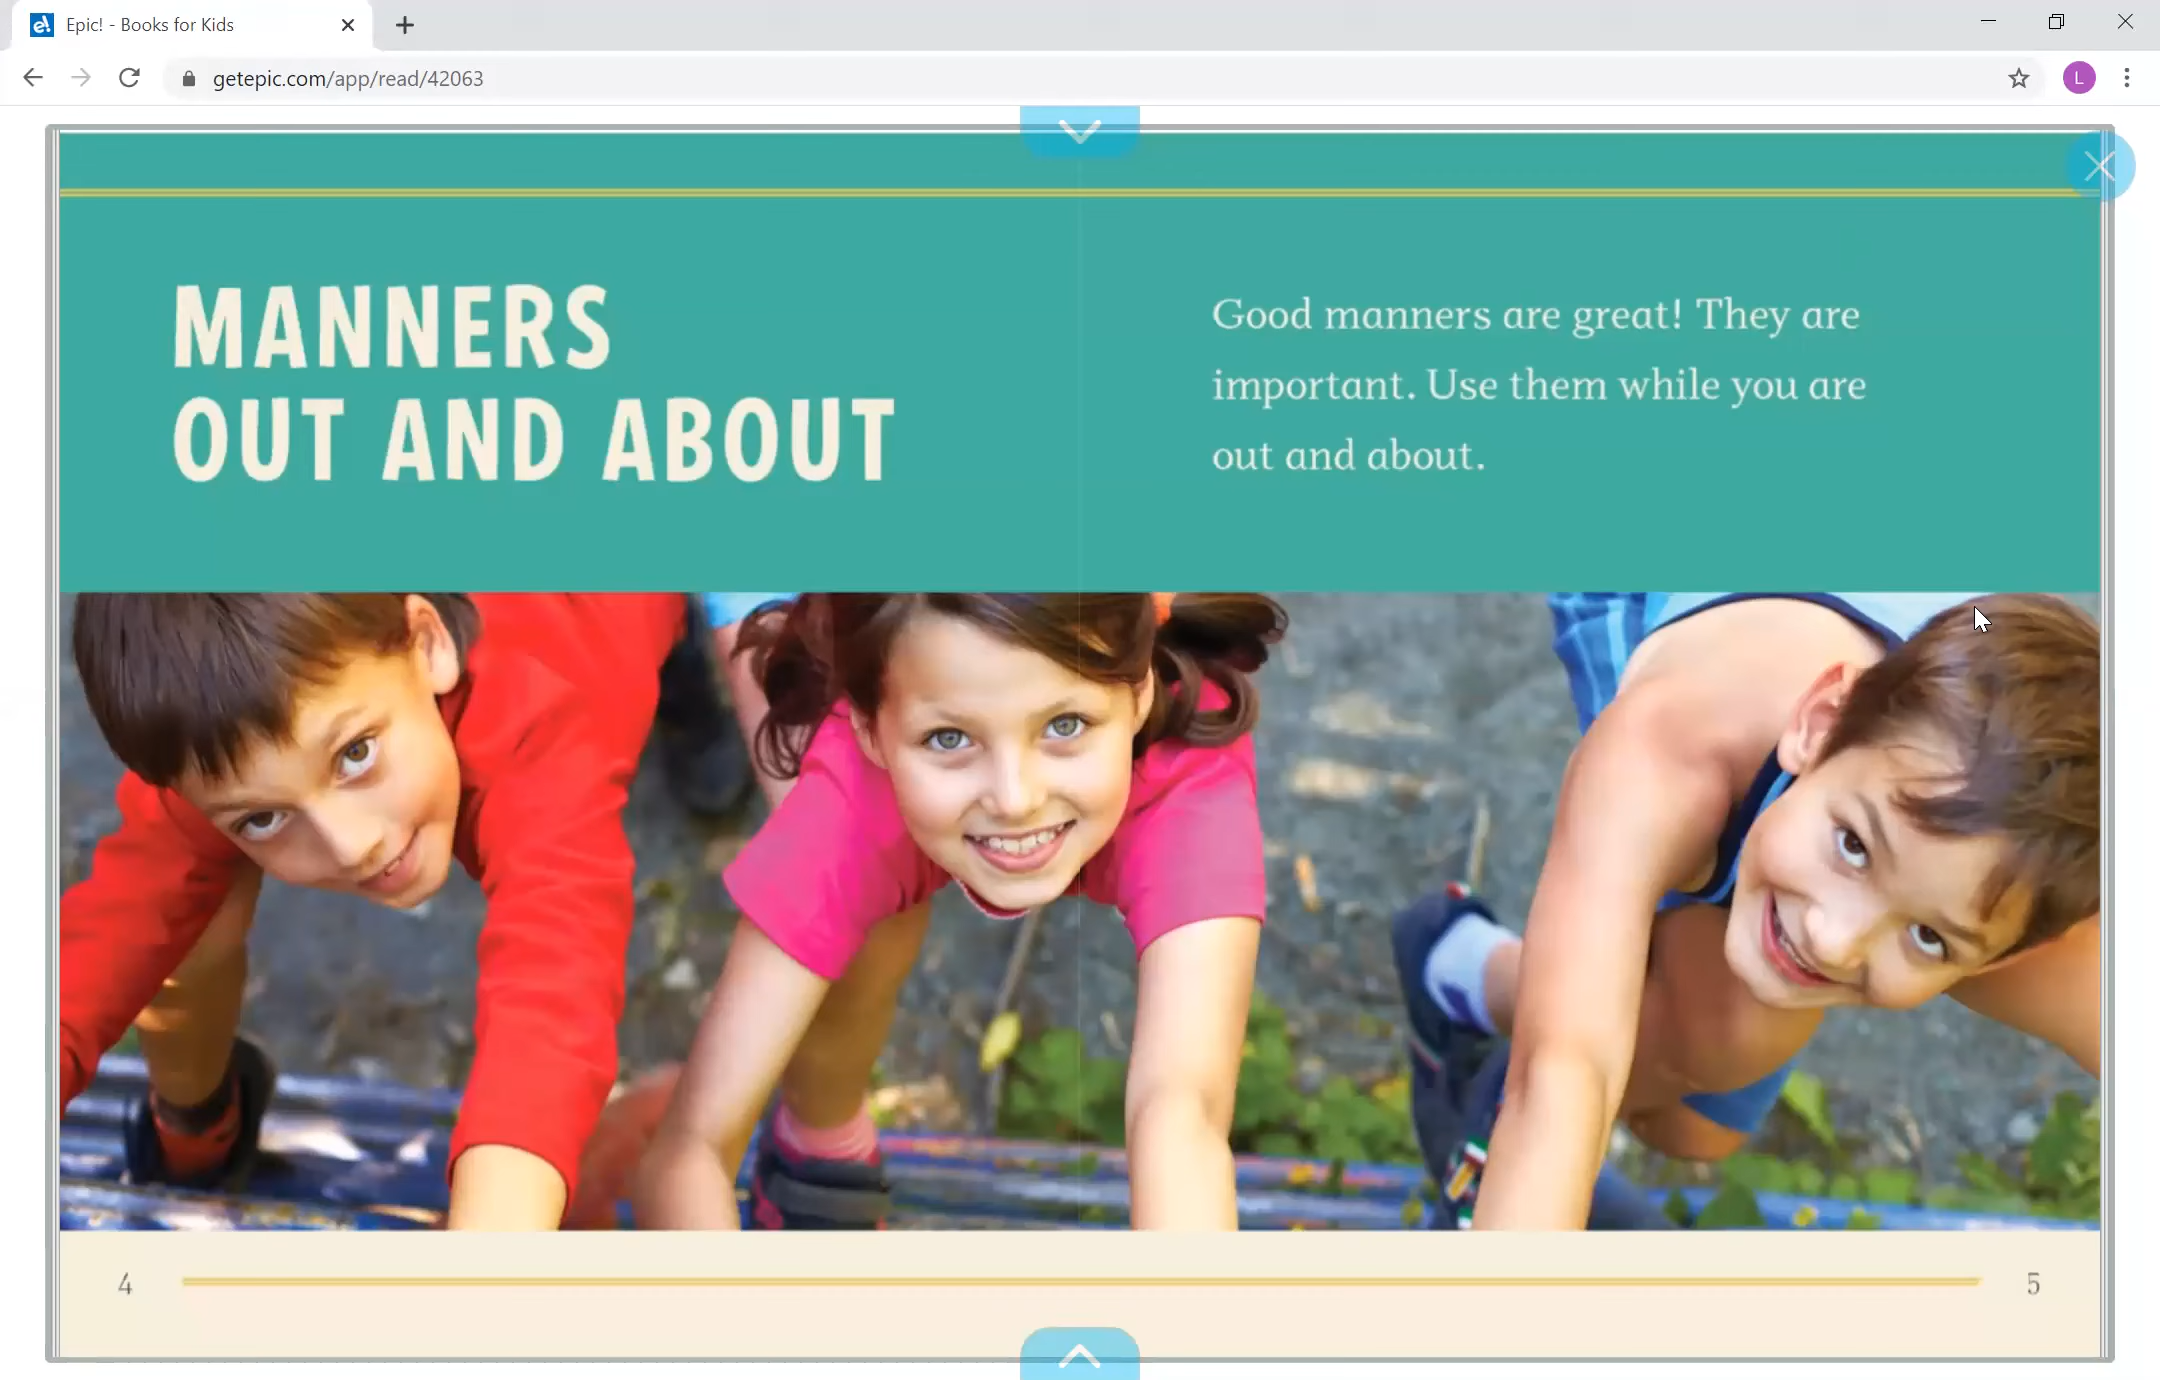 Epic! - Books for Kids
getepic.com/app/read/42063
L
MANNERS
OUT AND ABOUT
Good manners are great! They are
important. Use them while you are
out and about.
4
5